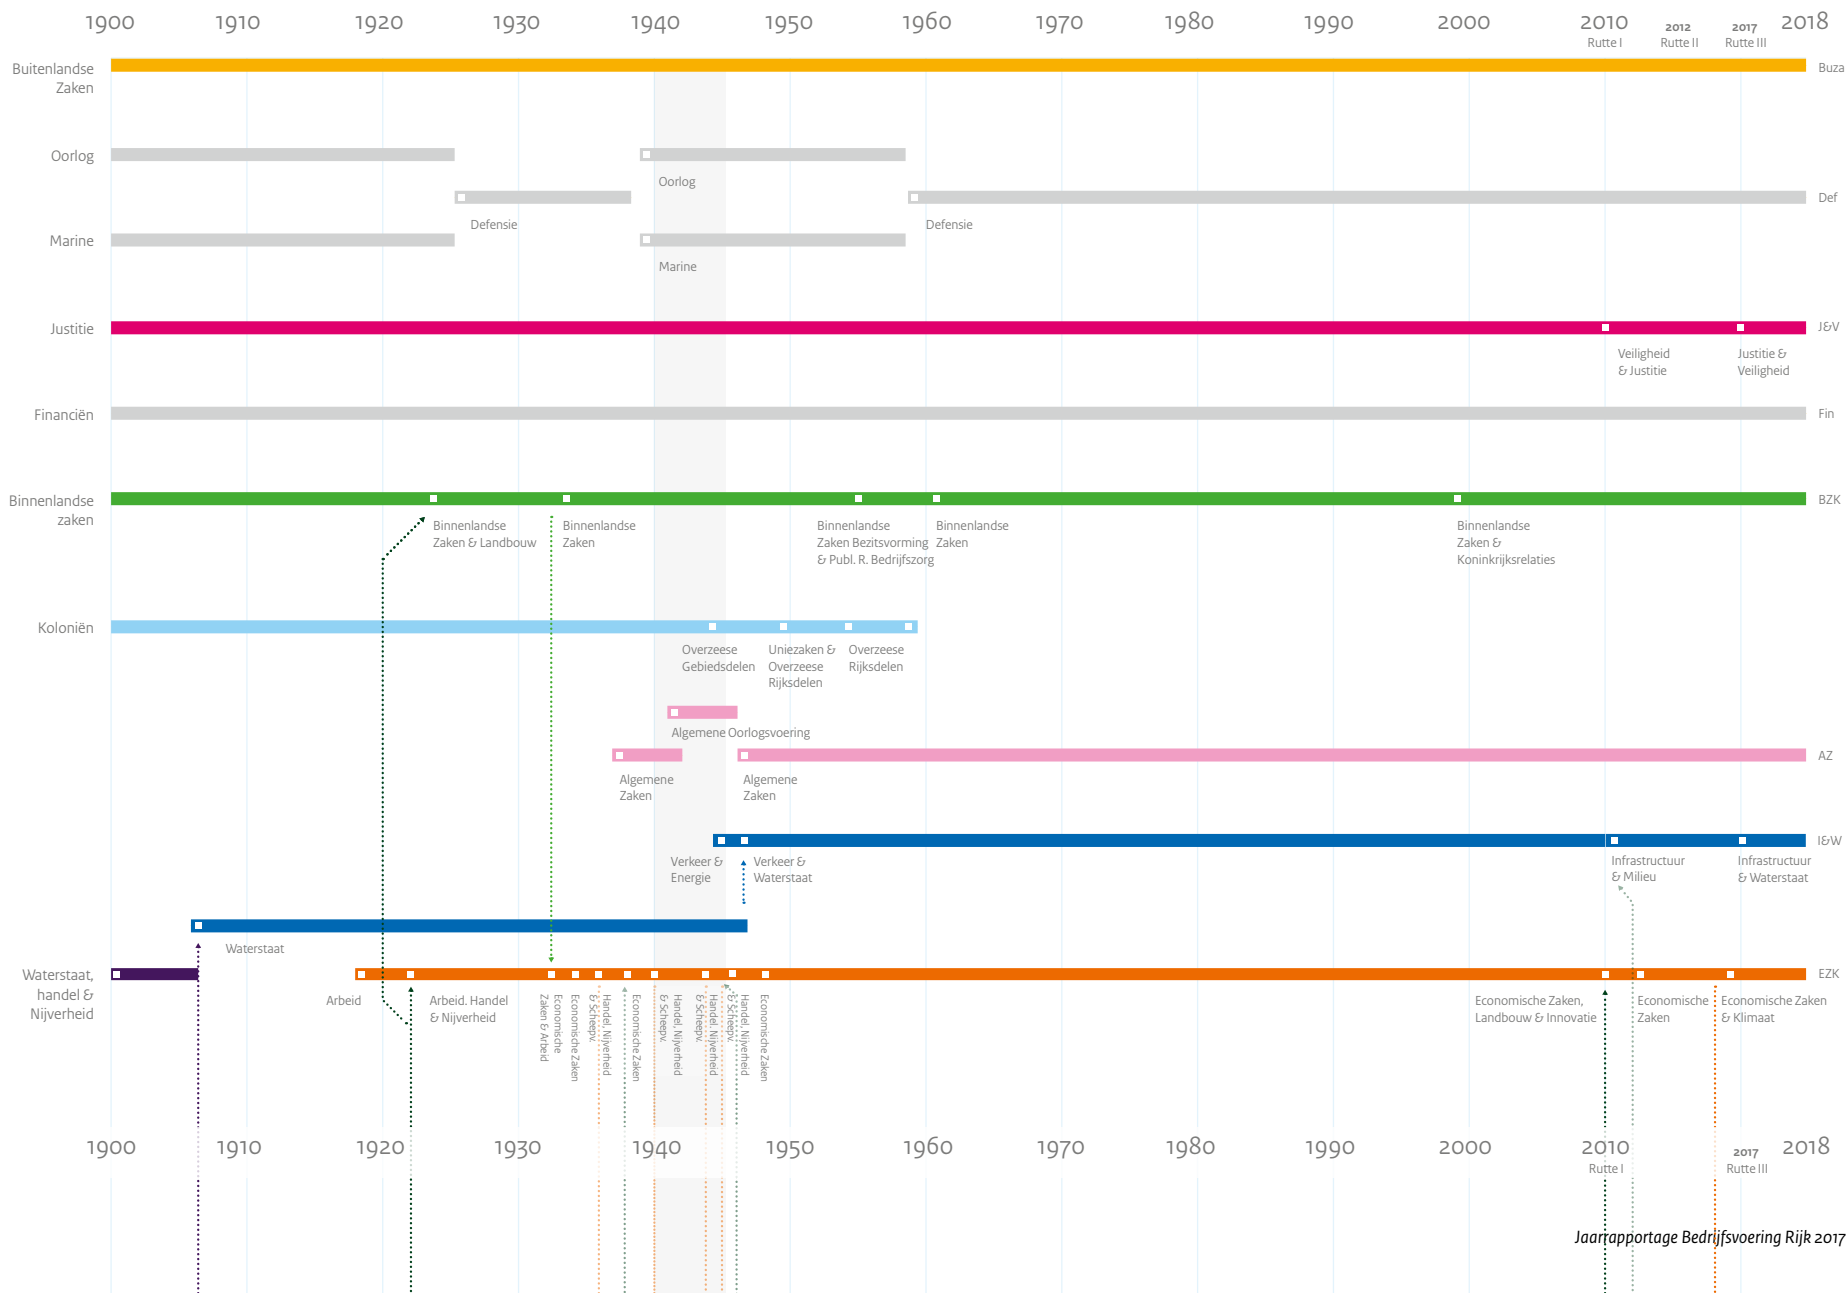 1900 1910 1920 1930 1940 1950 1960 1970 1980 1990 2000 2010 2012 2017 2018
Rutte I Rutte II Rutte III
Buitenlandse
Zaken
Buza
Oorlog
Oorlog
Def
Defensie
Defensie
Marine
Marine
Justitie
J&V
Veiligheid
& Justitie
Justitie &
Veiligheid
Financiën
Fin
Binnenlandse
zaken
BZK
Binnenlandse
Zaken & Landbouw
Binnenlandse
Zaken
Binnenlandse
Zaken Bezitsvorming
& Publ. R. Bedrijfszorg
Binnenlandse
Zaken
Binnenlandse
Zaken &
Koninkrijksrelaties
Koloniën
Overzeese
Gebiedsdelen
Uniezaken &
Overzeese
Rijksdelen
Overzeese
Rijksdelen
Algemene Oorlogsvoering
AZ
Algemene
Zaken
Algemene
Zaken
I&W
Verkeer &
Energie
Verkeer &
Waterstaat
Infrastructuur
& Milieu
Infrastructuur
& Waterstaat
Waterstaat
Waterstaat,
handel &
Nijverheid
EZK
Arbeid
Arbeid. Handel
& Nijverheid
Economische
Zaken & Arbeid
Economische Zaken
Handel, Nijverheid
& Scheepv.
Economische Zaken
Handel, Nijverheid
& Scheepv.
Handel. Nijverheid
& Scheepv.
Handel. Nijverheid
& Scheepv.
Economische Zaken
Economische Zaken,
Landbouw & Innovatie
Economische
Zaken
Economische Zaken
& Klimaat
1900 1910 1920 1930 1940 1950 1960 1970 1980 1990 2000 2010 2017 2018
Rutte I Rutte III
Jaarrapportage Bedrijfsvoering Rijk 2017